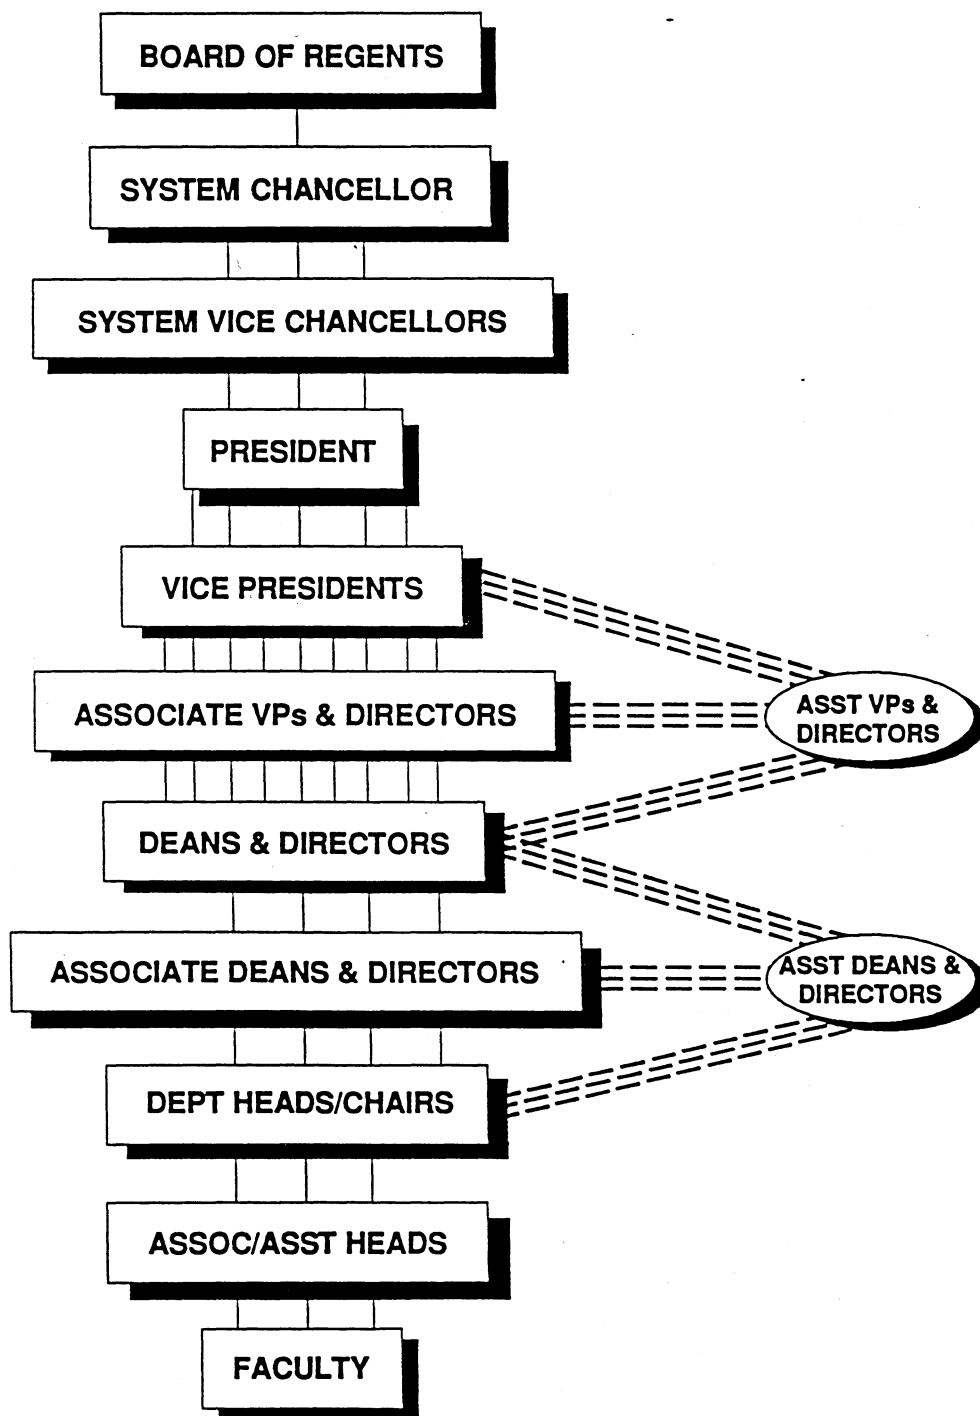 BOARD OF REGENTS
SYSTEM CHANCELLOR
SYSTEM VICE CHANCELLORS
PRESIDENT
VICE PRESIDENTS
ASSOCIATE VPs & DIRECTORS
ASST VPs &
DIRECTORS
DEANS & DIRECTORS
ASSOCIATE DEANS & DIRECTORS
ASST DEANS &
DIRECTORS
DEPT HEADS/CHAIRS
ASSOC/ASST HEADS
FACULTY